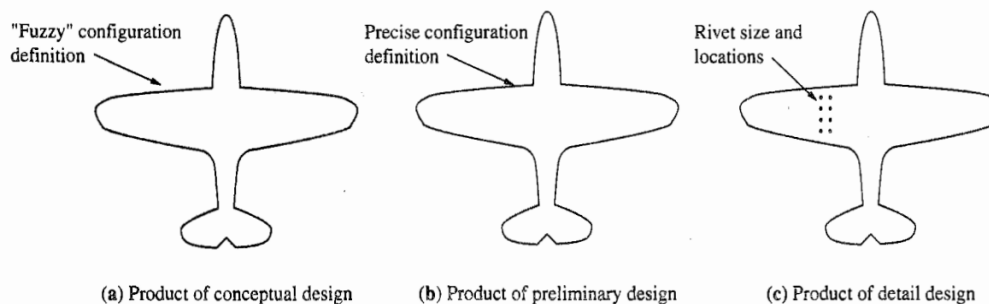 "Fuzzy" configuration
definition
Precise configuration
definition
Rivet size and
locations
(a) Product of conceptual design
(b) Product of preliminary design
(c) Product of detail design